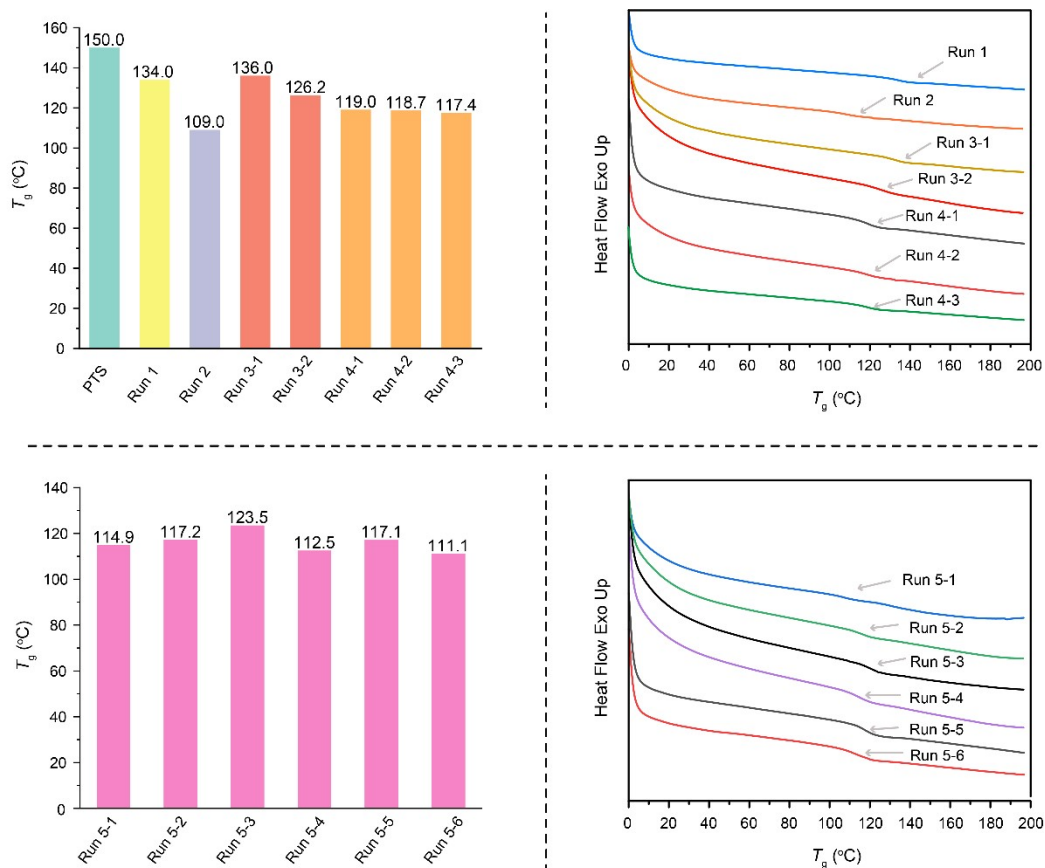 160
140
120
100
80
60
40
20
0
T_g (°C)
150.0
134.0
109.0
136.0
126.2
119.0
118.7
117.4
PTS
Run 1
Run 2
Run 3-1
Run 3-2
Run 4-1
Run 4-2
Run 4-3
Heat Flow Exo Up
Run 1
Run 2
Run 3-1
Run 3-2
Run 4-1
Run 4-2
Run 4-3
0 20 40 60 80 100 120 140 160 180 200
T_g (°C)
140
120
100
80
60
40
20
0
T_g (°C)
114.9
117.2
123.5
112.5
117.1
111.1
Run 5-1
Run 5-2
Run 5-3
Run 5-4
Run 5-5
Run 5-6
Heat Flow Exo Up
Run 5-1
Run 5-2
Run 5-3
Run 5-4
Run 5-5
Run 5-6
0 20 40 60 80 100 120 140 160 180 200
T_g (°C)